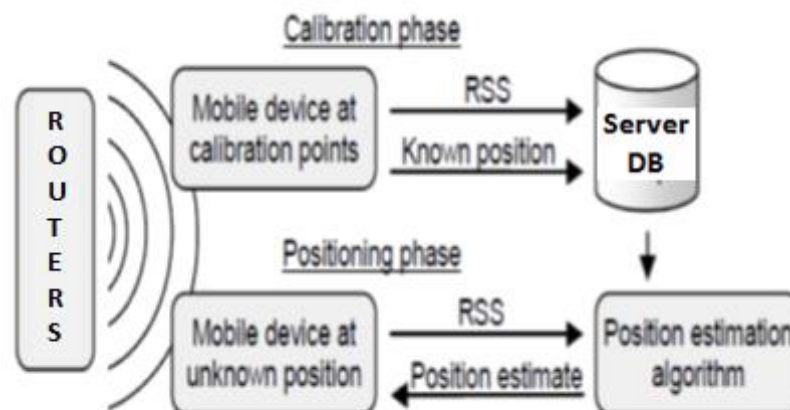 Calibration phase
ROUTERS
Mobile device at
calibration points
RSS
Known position
Server
DB
Positioning phase
Mobile device at
unknown position
RSS
Position estimate
Position estimation
algorithm